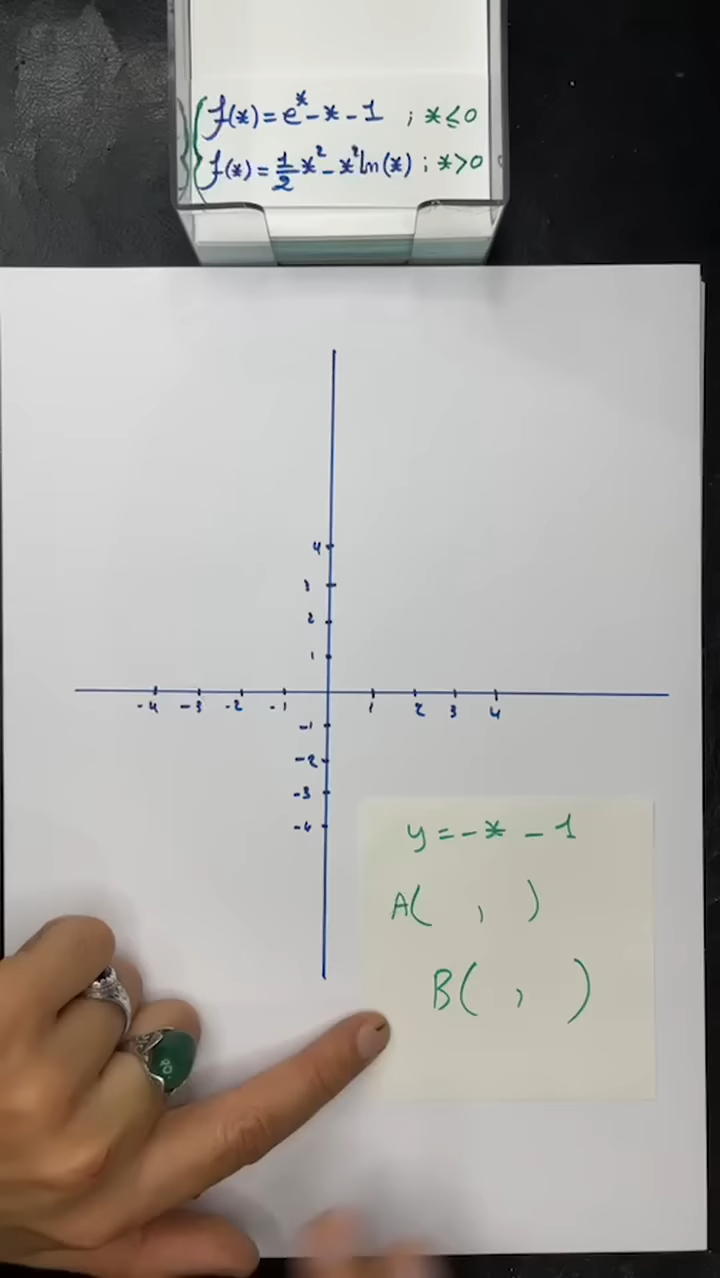 f(x) = e^x - x - 1 ; x ≤ 0
f(x) = 1/2 x² - x² ln(x) ; x > 0
4
3
2
1
-4 -3 -2 -1 1 2 3 4
-1
-2
-3
-4
y = -x - 1
A( , )
B( , )